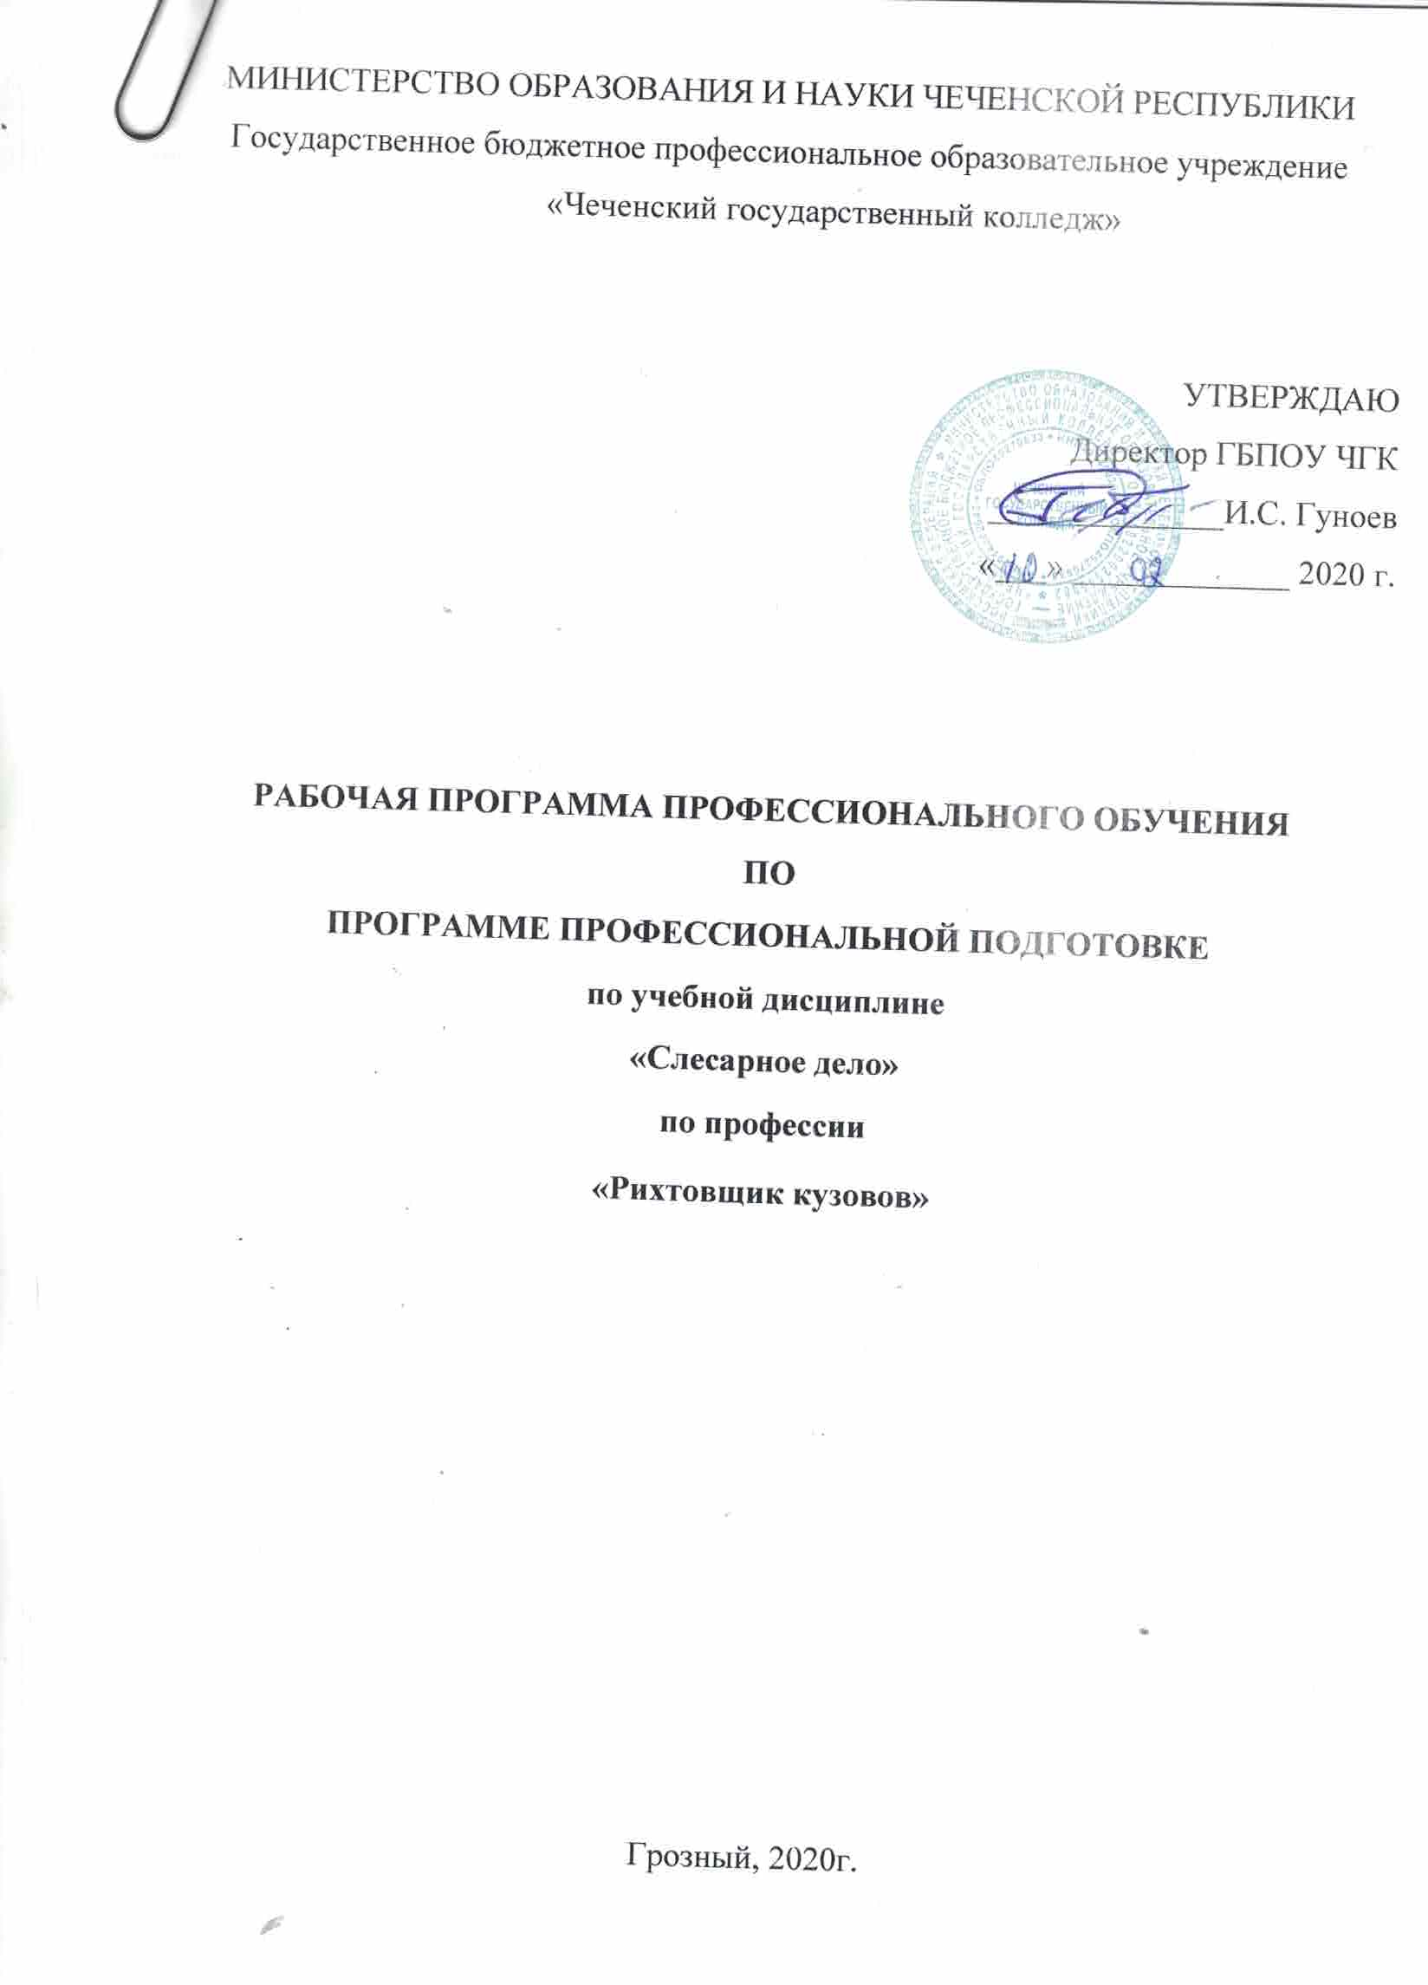 МИНИСТЕРСТВО ОБРАЗОВАНИЯ И НАУКИ ЧЕЧЕНСКОЙ РЕСПУБЛИКИ
Государственное бюджетное профессиональное образовательное учреждение
«Чеченский государственный колледж»
УТВЕРЖДАЮ
Директор ГБПОУ ЧГК
И.С. Гуноев
«10» 02 2020 г.
РАБОЧАЯ ПРОГРАММА ПРОФЕССИОНАЛЬНОГО ОБУЧЕНИЯ
ПО
ПРОГРАММЕ ПРОФЕССИОНАЛЬНОЙ ПОДГОТОВКЕ
по учебной дисциплине
«Слесарное дело»
по профессии
«Рихтовщик кузовов»
Грозный, 2020г.